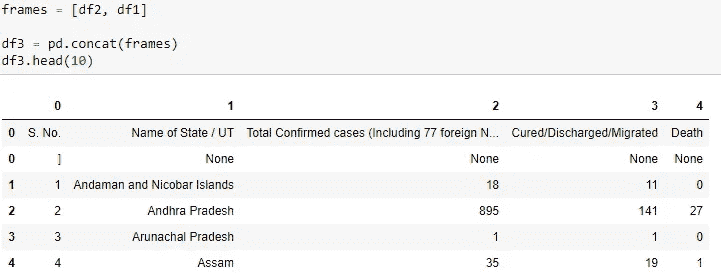 frames = [df2, df1]
df3 = pd.concat(frames)
df3.head(10)
0 1 2 3 4
0 S. No. Name of State / UT Total Confirmed cases (Including 77 foreign N... Cured/Discharged/Migrated Death
0 ] None None None None
1 1 Andaman and Nicobar Islands 18 11 0
2 2 Andhra Pradesh 895 141 27
3 3 Arunachal Pradesh 1 1 0
4 4 Assam 35 19 1